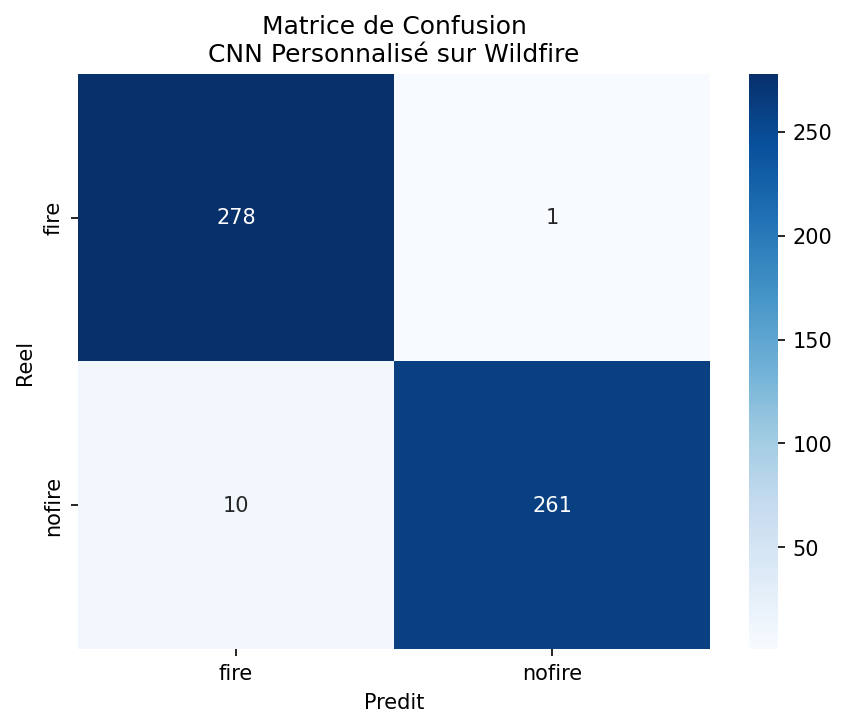 Matrice de Confusion
CNN Personnalisé sur Wildfire
fire
nofire
Reel
278
1
10
261
fire
nofire
Predit
250
200
150
100
50